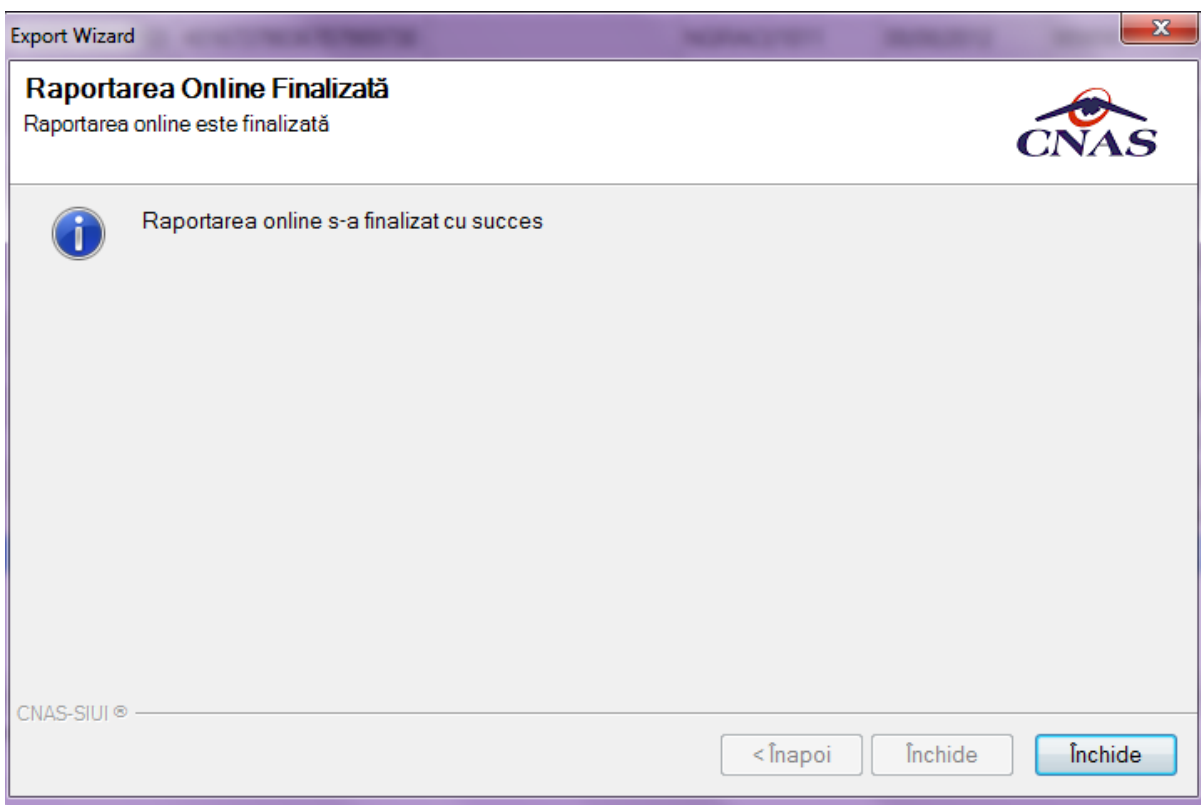 Export Wizard
x
Raportarea Online Finalizată
Raportarea online este finalizată
CNAS
Raportarea online s-a finalizat cu succes
CNAS-SIUI ®
< Înapoi
Închide
Închide